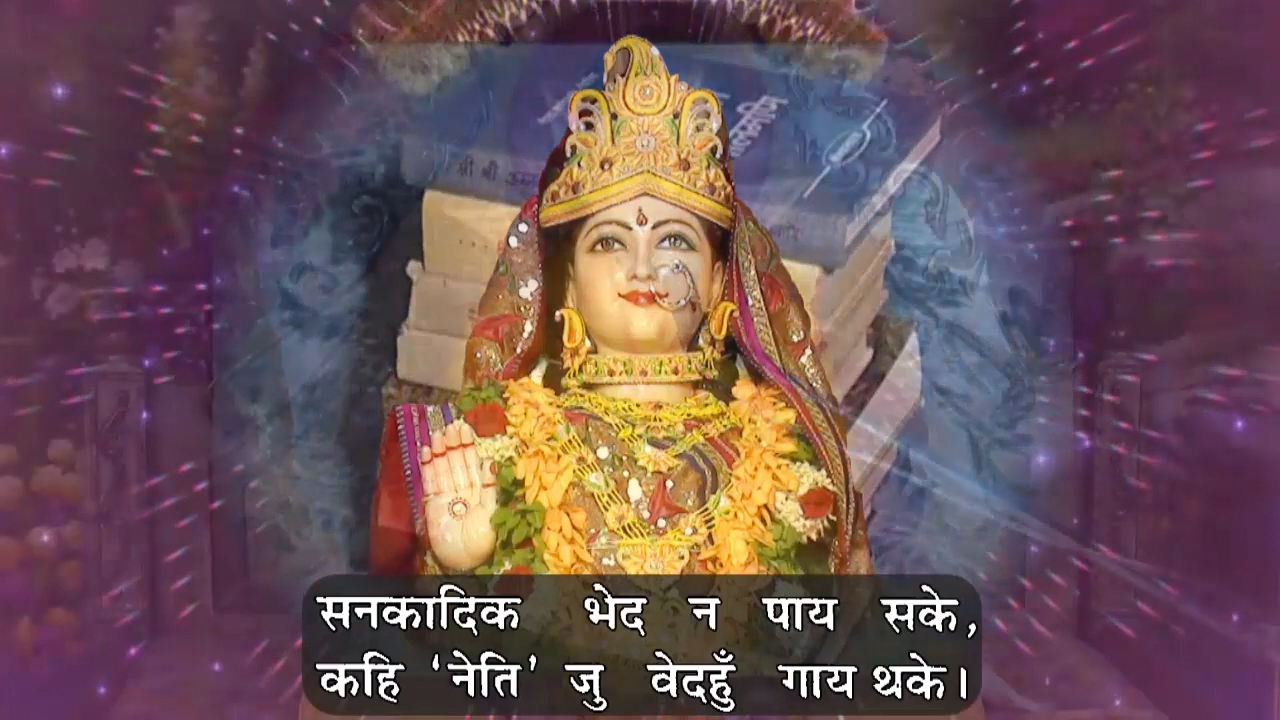 श्री श्री
सनकादिक भेद न पाय सके,
कहि ‘नेति’ जु वेदहुँ गाय थके।